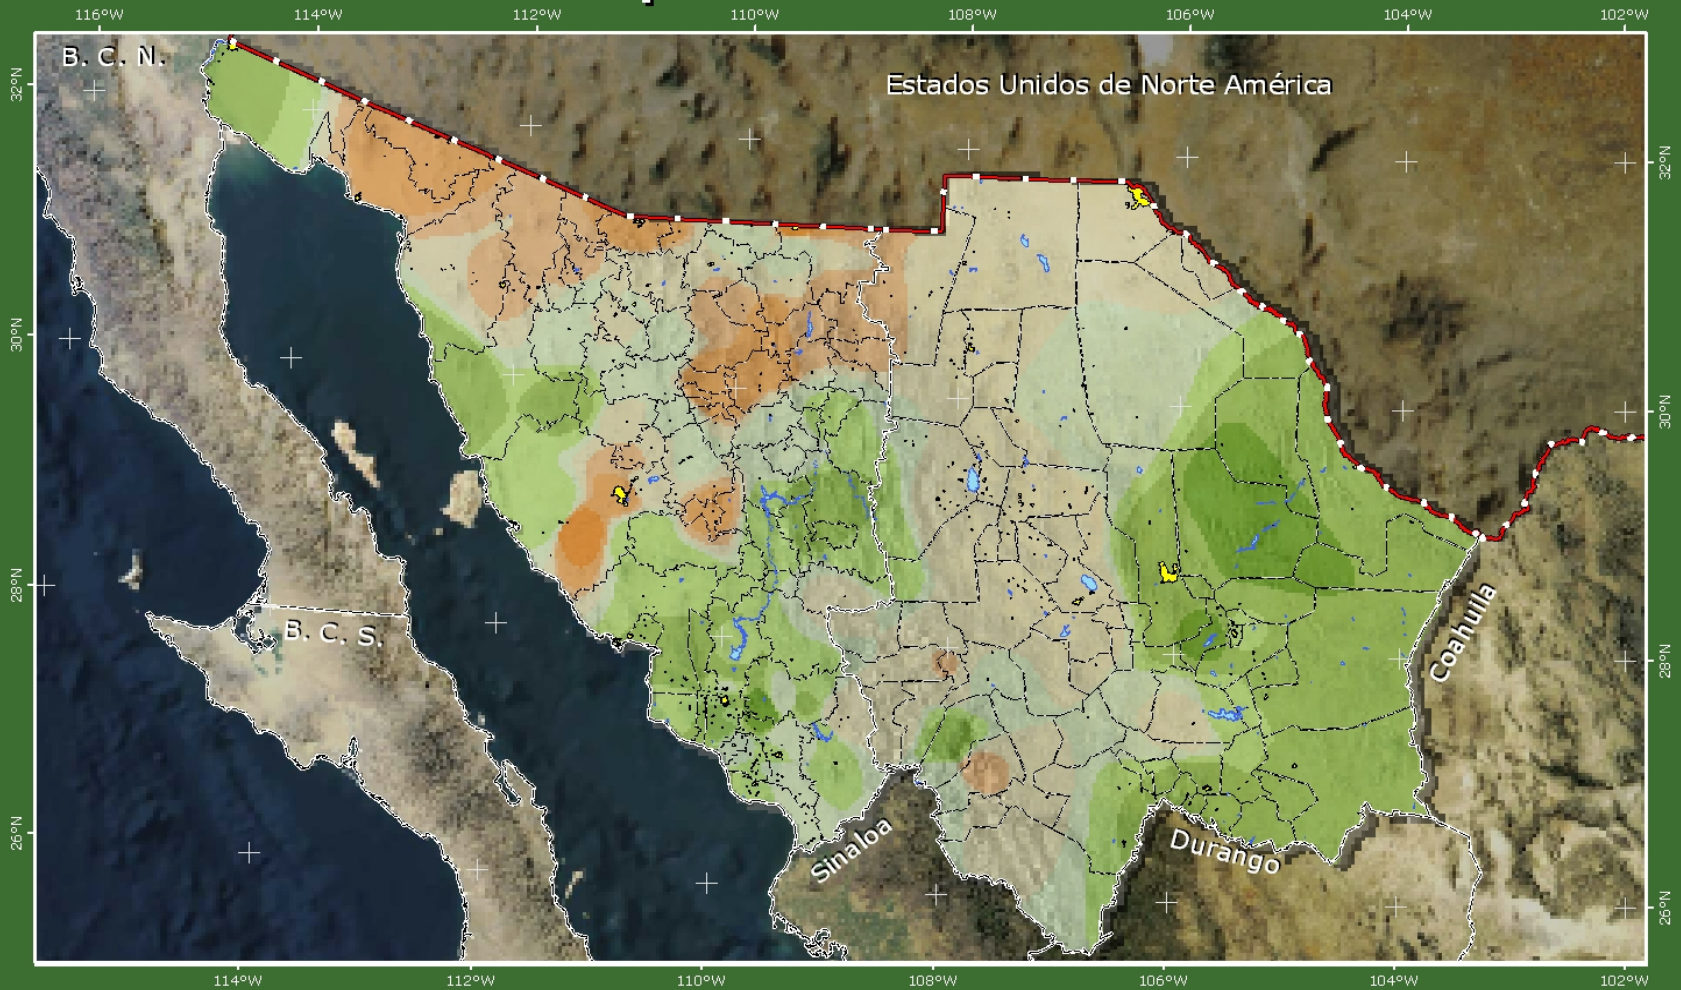 116°W 114°W 112°W 110°W 108°W 106°W 104°W 102°W
B. C. N.
Estados Unidos de Norte América
32°N 32°N
30°N 30°N
28°N 28°N
B. C. S.
Coahuila
Sinaloa
Durango
26°N 26°N
114°W 112°W 110°W 108°W 106°W 104°W 102°W